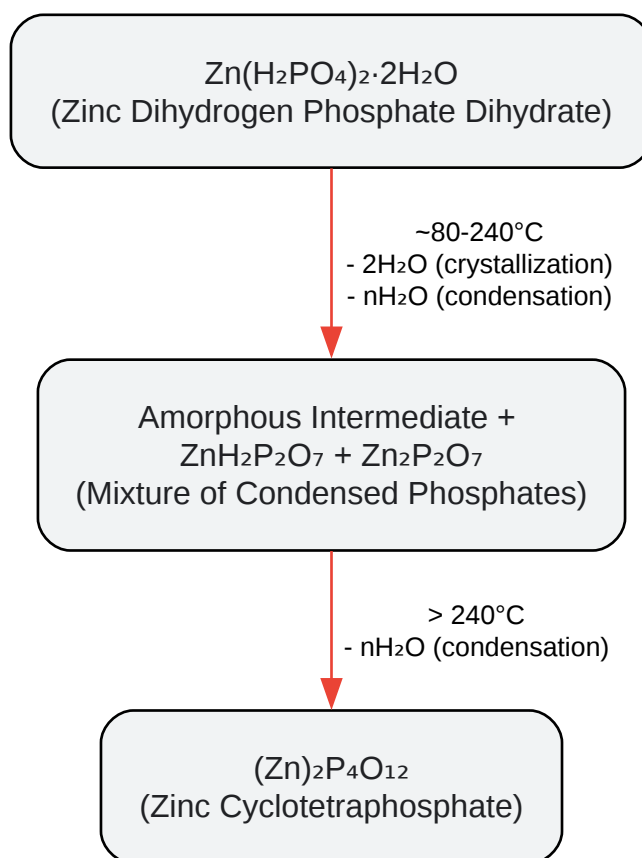 Zn(H₂PO₄)₂·2H₂O
(Zinc Dihydrogen Phosphate Dihydrate)
~80-240°C
- 2H₂O (crystallization)
- nH₂O (condensation)
Amorphous Intermediate +
ZnH₂P₂O₇ + Zn₂P₂O₇
(Mixture of Condensed Phosphates)
> 240°C
- nH₂O (condensation)
(Zn)₂P₄O₁₂
(Zinc Cyclotetraphosphate)